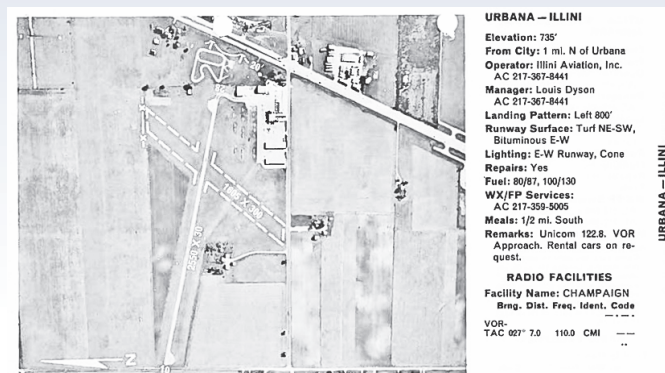 URBANA — ILLINI
Elevation: 735'
From City: 1 mi. N of Urbana
Operator: Illini Aviation, Inc.
AC 217-367-8441
Manager: Louis Dyson
AC 217-367-8441
Landing Pattern: Left 800'
Runway Surface: Turf NE-SW,
Bituminous E-W
Lighting: E-W Runway, Cone
Repairs: Yes
Fuel: 80/87, 100/130
WX/FP Services:
AC 217-359-5005
Meals: 1/2 mi. South
Remarks: Unicom 122.8. VOR
Approach. Rental cars on re-
quest.
RADIO FACILITIES
Facility Name: CHAMPAIGN
Brng. Dist. Freq. Ident. Code
— · — ·
VOR-
TAC 027° 7.0 110.0 CMI — —
· ·
URBANA — ILLINI
N